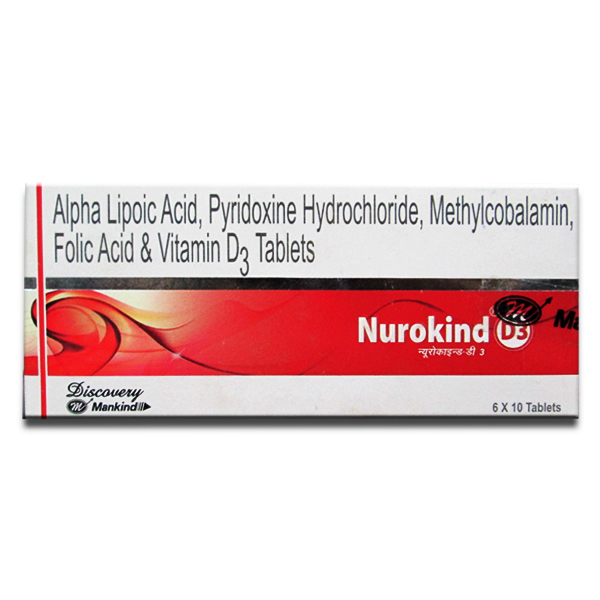 Alpha Lipoic Acid, Pyridoxine Hydrochloride, Methylcobalamin,
Folic Acid & Vitamin D3 Tablets
Nurokind D3
न्यूरोकाइन्ड-डी 3
Discovery
Mankind
6 X 10 Tablets